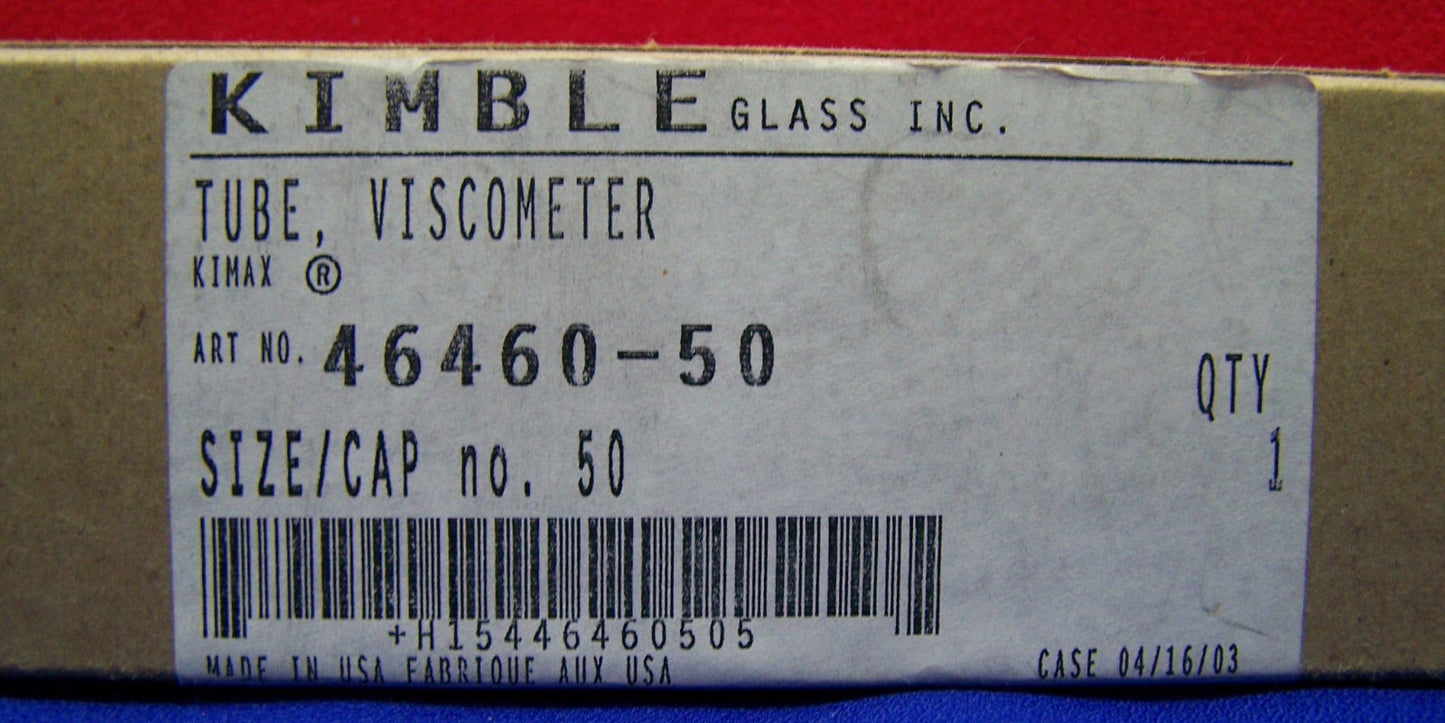 KIMBLE GLASS INC.
TUBE, VISCOMETER
KIMAX ®
ART NO. 46460-50
QTY
SIZE/CAP no. 50
1
+H15446460505
MADE IN USA FABRIQUE AUX USA
CASE 04/16/03